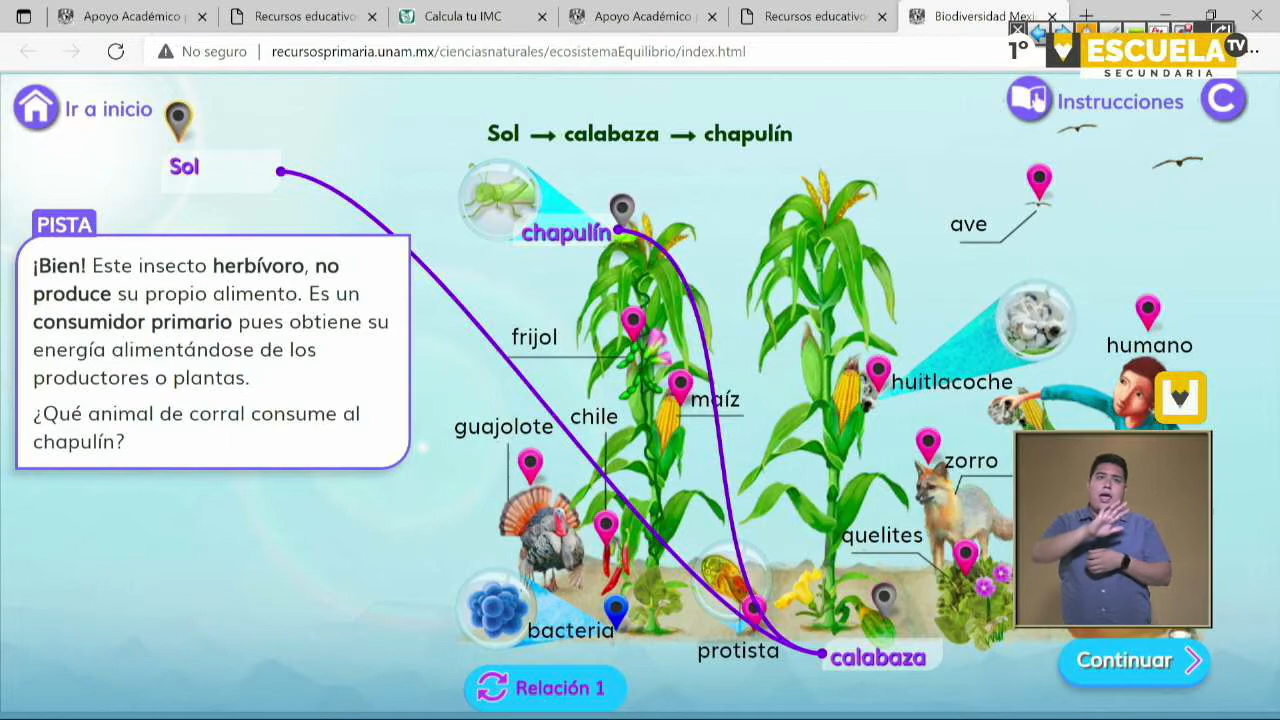 Apoyo Académico
Recursos educativo
Calcula tu IMC
Apoyo Académico
Recursos educativo
Biodiversidad Mexi
No seguro
recursosprimaria.unam.mx/cienciasnaturales/ecosistemaEquilibrio/index.html
1°
ESCUELA TV
SECUNDARIA
Ir a inicio
Instrucciones
C
Sol → calabaza → chapulín
Sol
chapulín
ave
PISTA
¡Bien! Este insecto herbívoro, no
produce su propio alimento. Es un
consumidor primario pues obtiene su
energía alimentándose de los
productores o plantas.
¿Qué animal de corral consume al
chapulín?
frijol
humano
huitlacoche
maíz
chile
guajolote
zorro
quelites
bacteria
protista
calabaza
Continuar
Relación 1